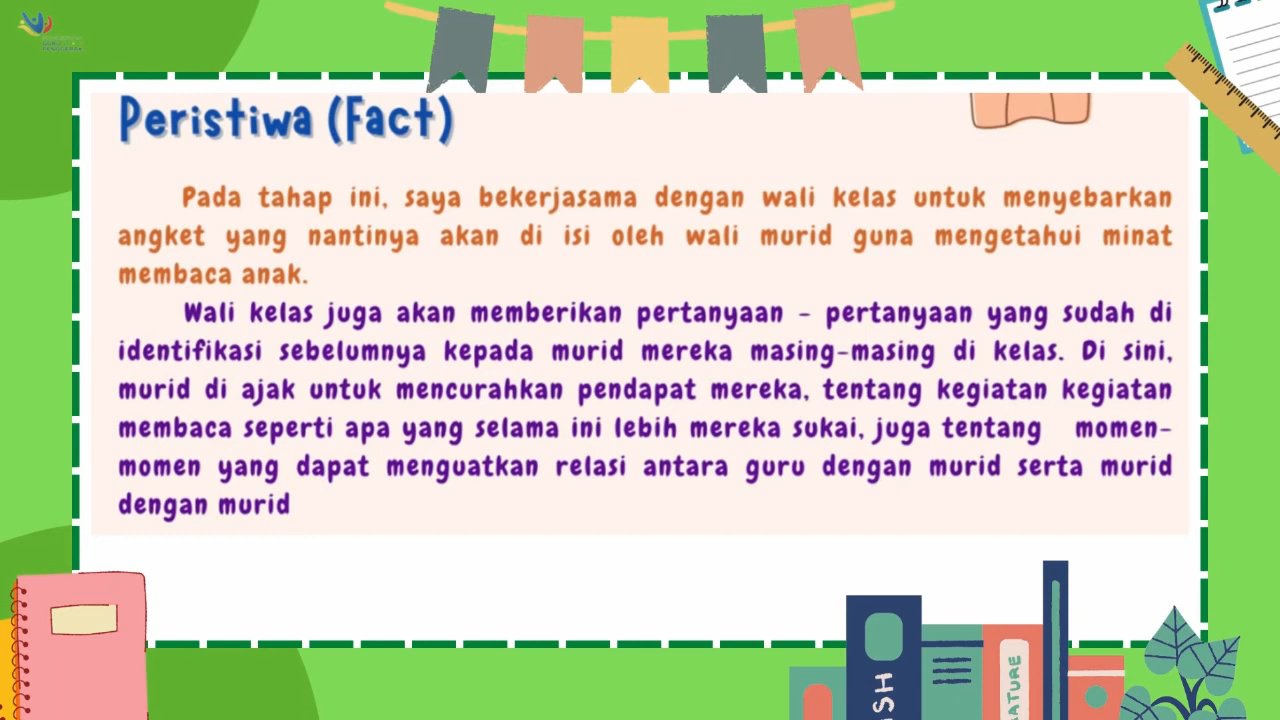 Peristiwa (Fact)
Pada tahap ini, saya bekerjasama dengan wali kelas untuk menyebarkan
angket yang nantinya akan di isi oleh wali murid guna mengetahui minat
membaca anak.
Wali kelas juga akan memberikan pertanyaan - pertanyaan yang sudah di
identifikasi sebelumnya kepada murid mereka masing-masing di kelas. Di sini,
murid di ajak untuk mencurahkan pendapat mereka, tentang kegiatan kegiatan
membaca seperti apa yang selama ini lebih mereka sukai, juga tentang momen-
momen yang dapat menguatkan relasi antara guru dengan murid serta murid
dengan murid